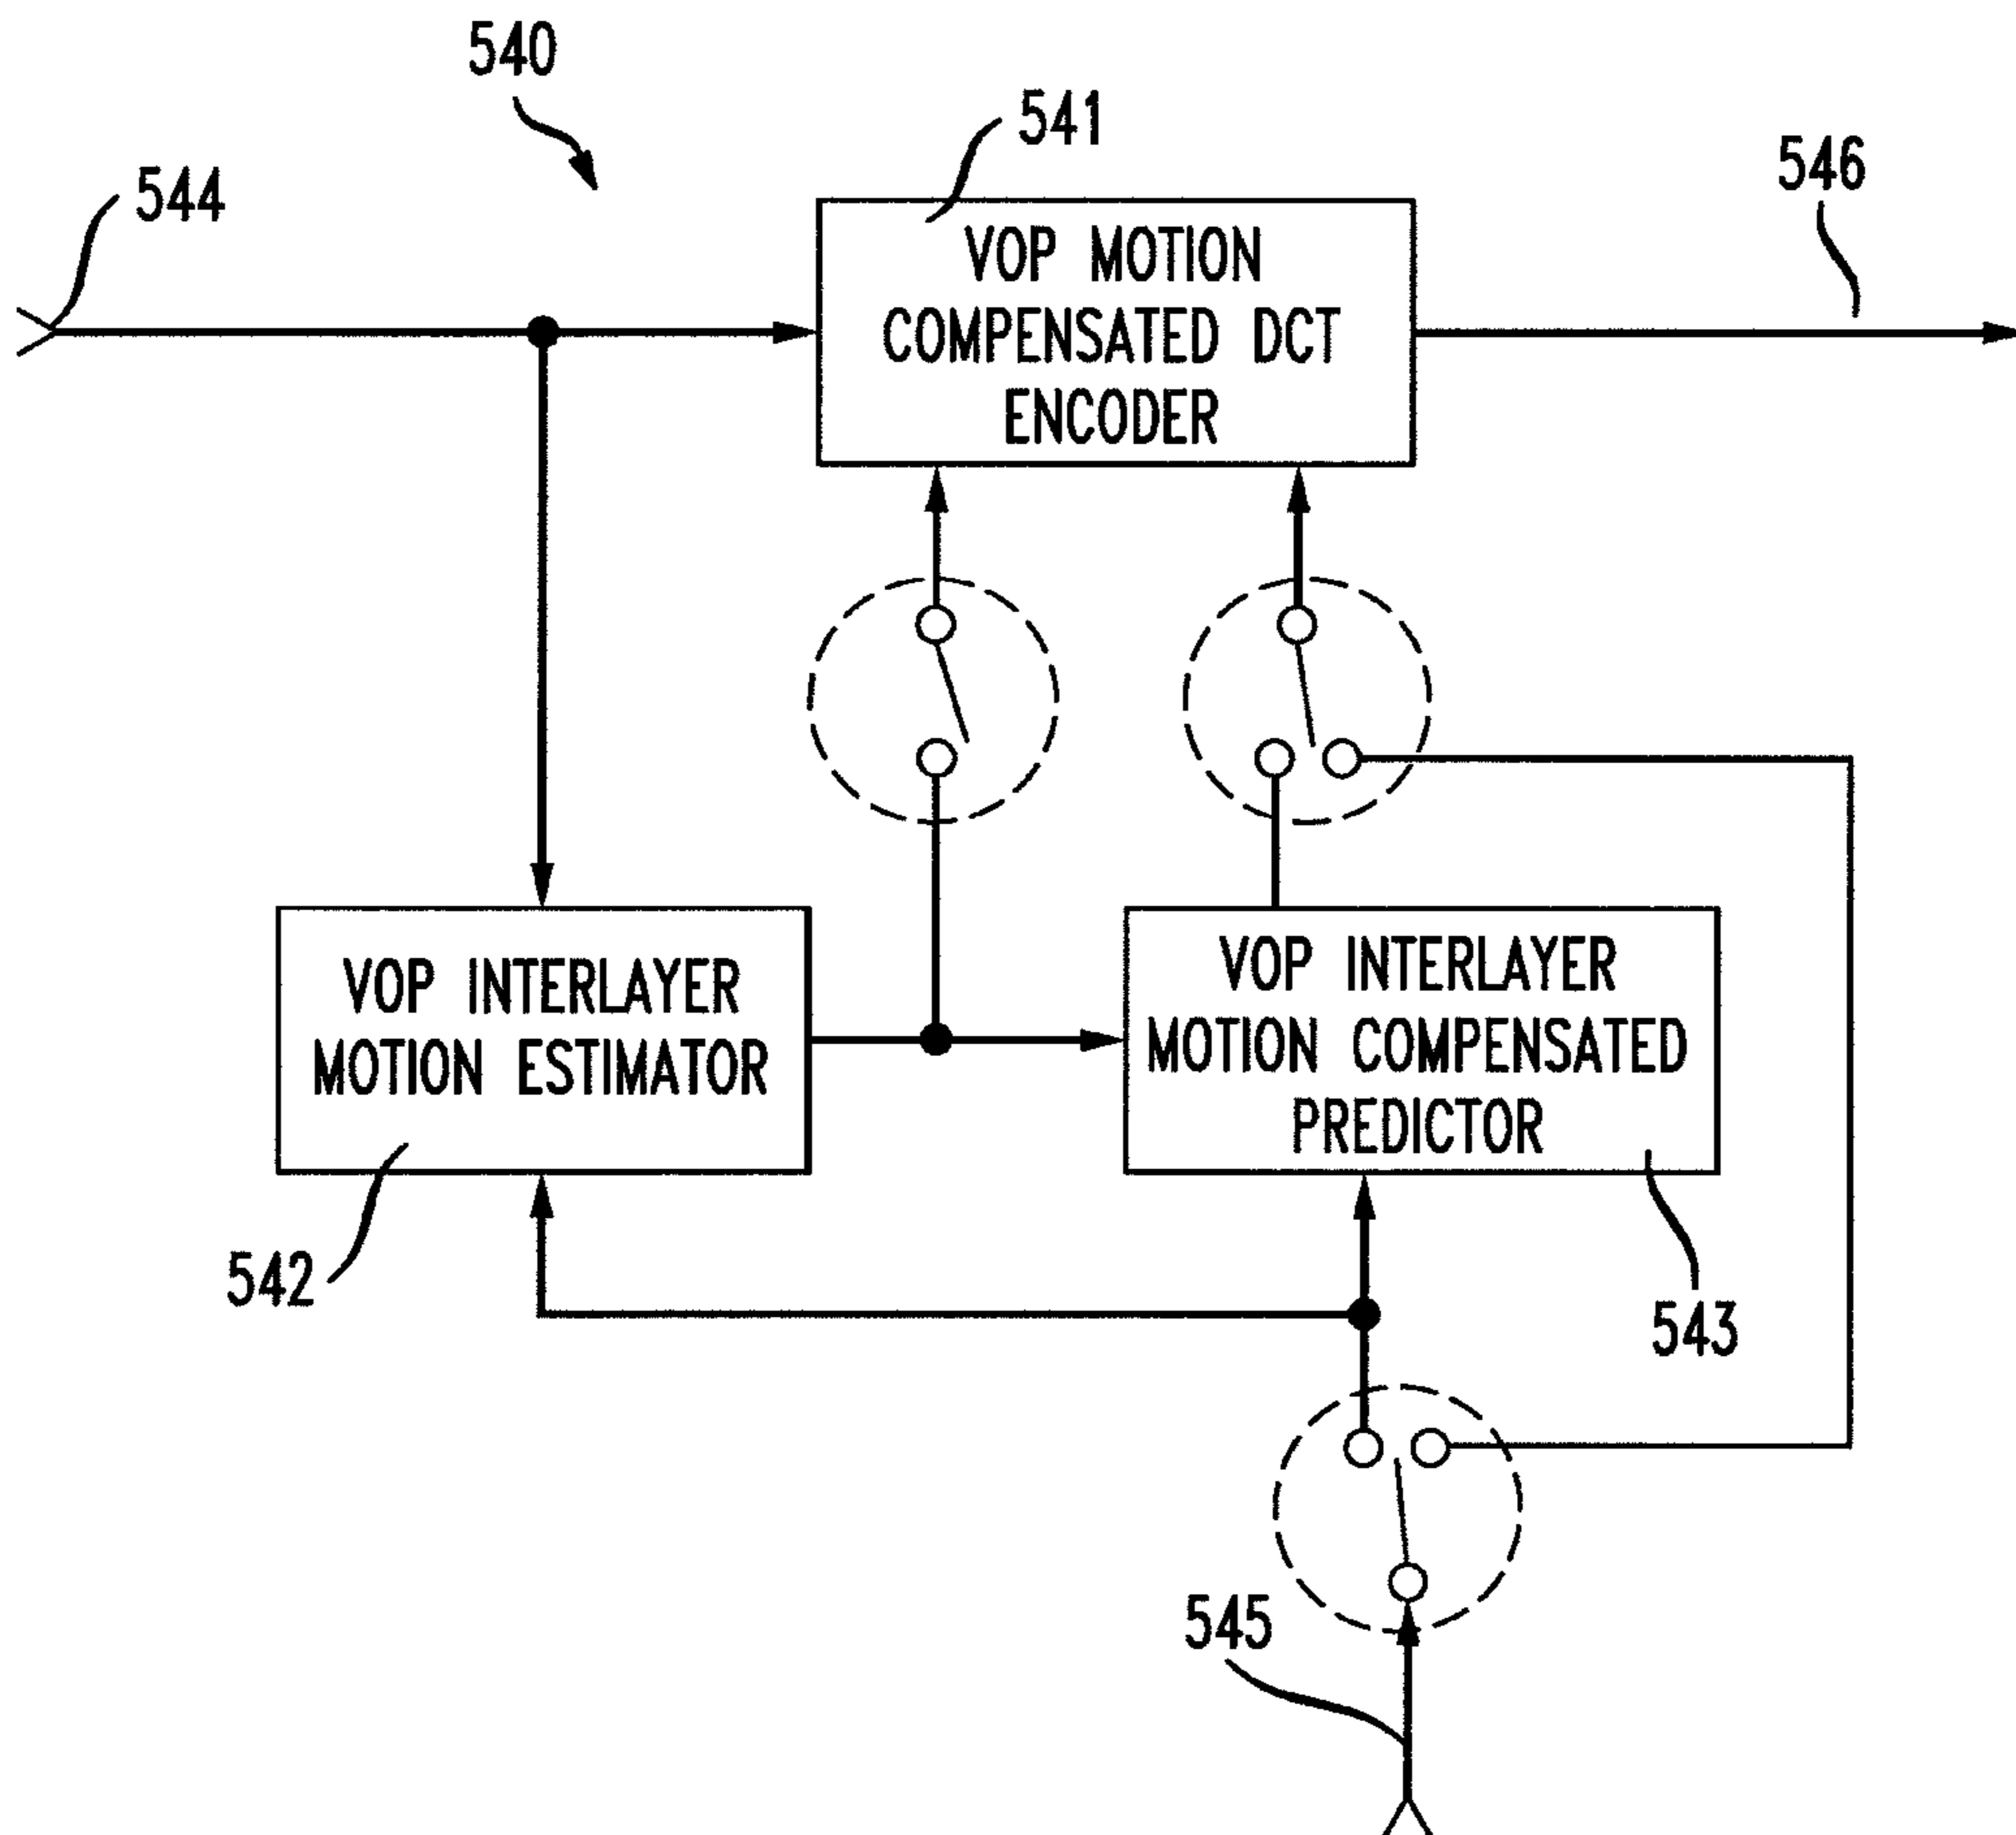 540
541
546
544
VOP MOTION
COMPENSATED DCT
ENCODER
VOP INTERLAYER
MOTION ESTIMATOR
VOP INTERLAYER
MOTION COMPENSATED
PREDICTOR
542
543
545